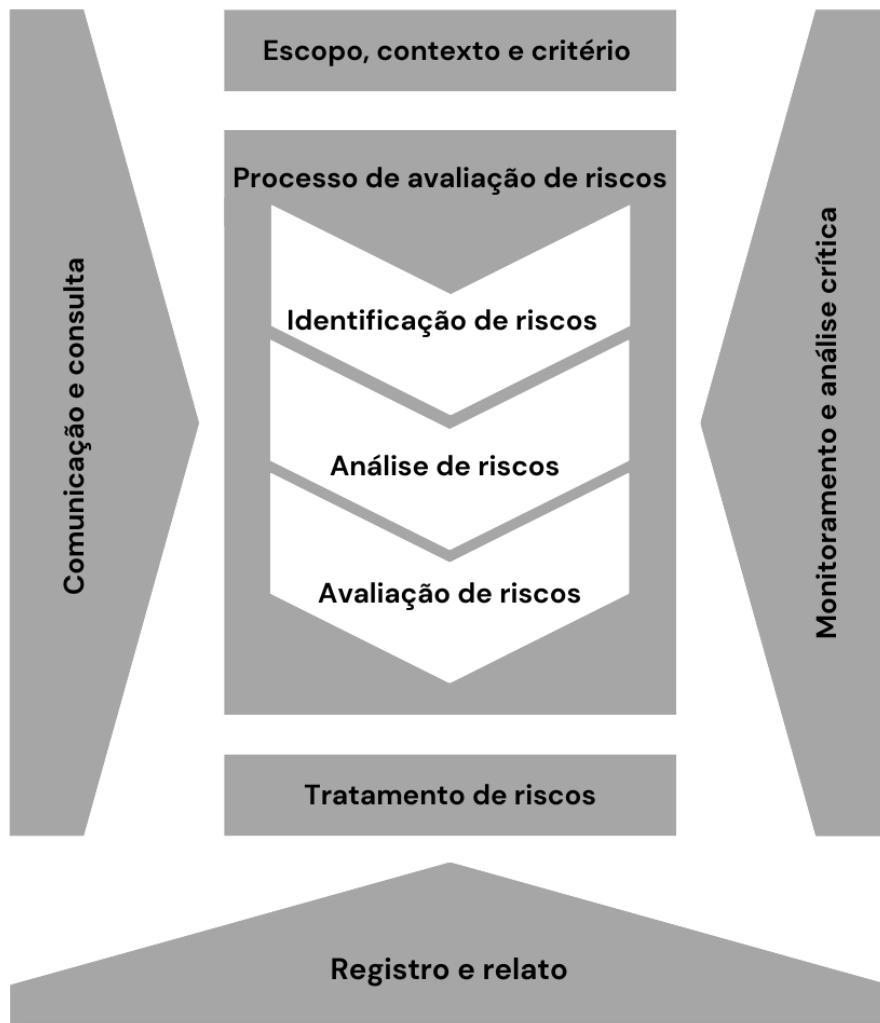 Escopo, contexto e critério
Processo de avaliação de riscos
Identificação de riscos
Análise de riscos
Avaliação de riscos
Comunicação e consulta
Monitoramento e análise crítica
Tratamento de riscos
Registro e relato